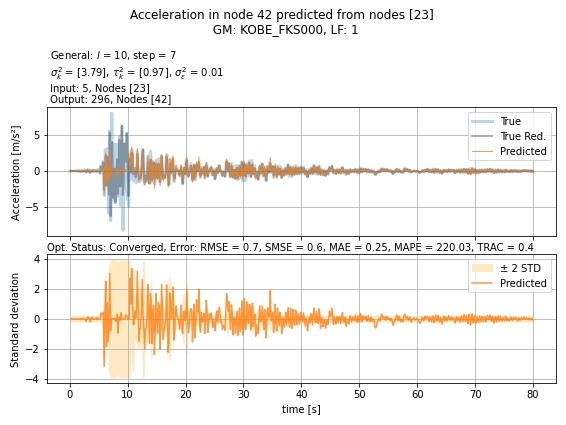 Acceleration in node 42 predicted from nodes [23]
GM: KOBE_FKS000, LF: 1
General: l = 10, step = 7
σ²ₖ = [3.79], τ²ₖ = [0.97], σ²ε = 0.01
Input: 5, Nodes [23]
Output: 296, Nodes [42]
Acceleration [m/s²]
5
0
−5
True
True Red.
Predicted
Opt. Status: Converged, Error: RMSE = 0.7, SMSE = 0.6, MAE = 0.25, MAPE = 220.03, TRAC = 0.4
Standard deviation
4
2
0
−2
−4
± 2 STD
Predicted
0 10 20 30 40 50 60 70 80
time [s]